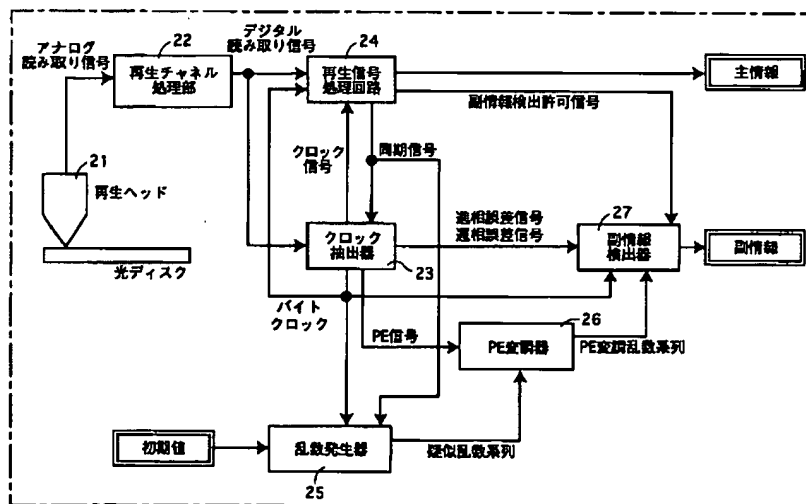 アナログ
読み取り信号
22
再生チャネル
処理部
デジタル
読み取り信号
24
再生信号
処理回路
主情報
副情報検出許可信号
クロック
信号
同期信号
21
再生ヘッド
光ディスク
クロック
抽出器
23
進相誤差信号
遅相誤差信号
27
副情報
検出器
副情報
バイト
クロック
PE信号
26
PE変調器
PE変調乱数系列
初期値
乱数発生器
25
疑似乱数系列